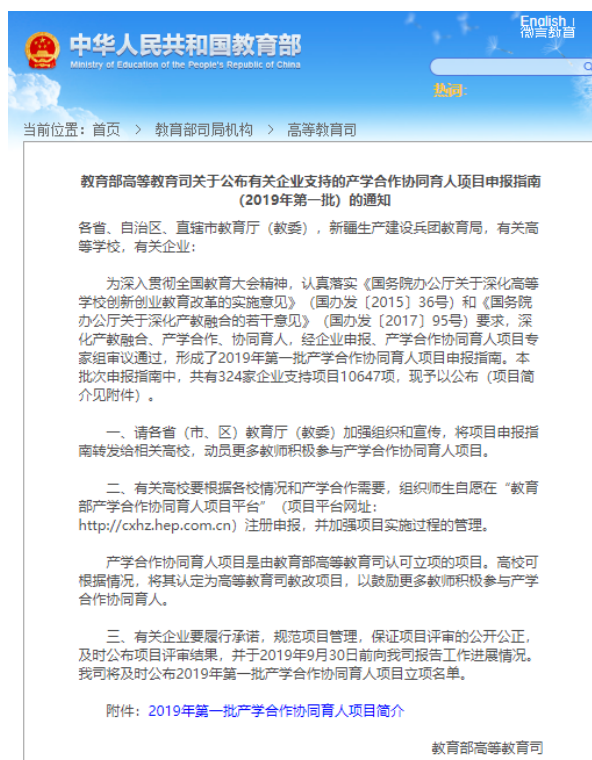 English |
微言教育
中华人民共和国教育部
Ministry of Education of the People's Republic of China
热词:
当前位置: 首页 > 教育部司局机构 > 高等教育司
教育部高等教育司关于公布有关企业支持的产学合作协同育人项目申报指南
(2019年第一批)的通知
各省、自治区、直辖市教育厅(教委),新疆生产建设兵团教育局,有关高
等学校,有关企业:
为深入贯彻全国教育大会精神,认真落实《国务院办公厅关于深化高等
学校创新创业教育改革的实施意见》(国办发〔2015〕36号)和《国务院
办公厅关于深化产教融合的若干意见》(国办发〔2017〕95号)要求,深
化产教融合、产学合作、协同育人,经企业申报、产学合作协同育人项目专
家组审议通过,形成了2019年第一批产学合作协同育人项目申报指南。本
批次申报指南中,共有324家企业支持项目10647项,现予以公布(项目简
介见附件)。
一、请各省(市、区)教育厅(教委)加强组织和宣传,将项目申报指
南转发给相关高校,动员更多教师积极参与产学合作协同育人项目。
二、有关高校要根据各校情况和产学合作需要,组织师生自愿在“教育
部产学合作协同育人项目平台”(项目平台网址:
http://cxhz.hep.com.cn)注册申报,并加强项目实施过程的管理。
产学合作协同育人项目是由教育部高等教育司认可立项的项目。高校可
根据情况,将其认定为高等教育司教改项目,以鼓励更多教师积极参与产学
合作协同育人。
三、有关企业要履行承诺,规范项目管理,保证项目评审的公开公正,
及时公布项目评审结果,并于2019年9月30日前向我司报告工作进展情况。
我司将及时公布2019年第一批产学合作协同育人项目立项名单。
附件:2019年第一批产学合作协同育人项目简介
教育部高等教育司